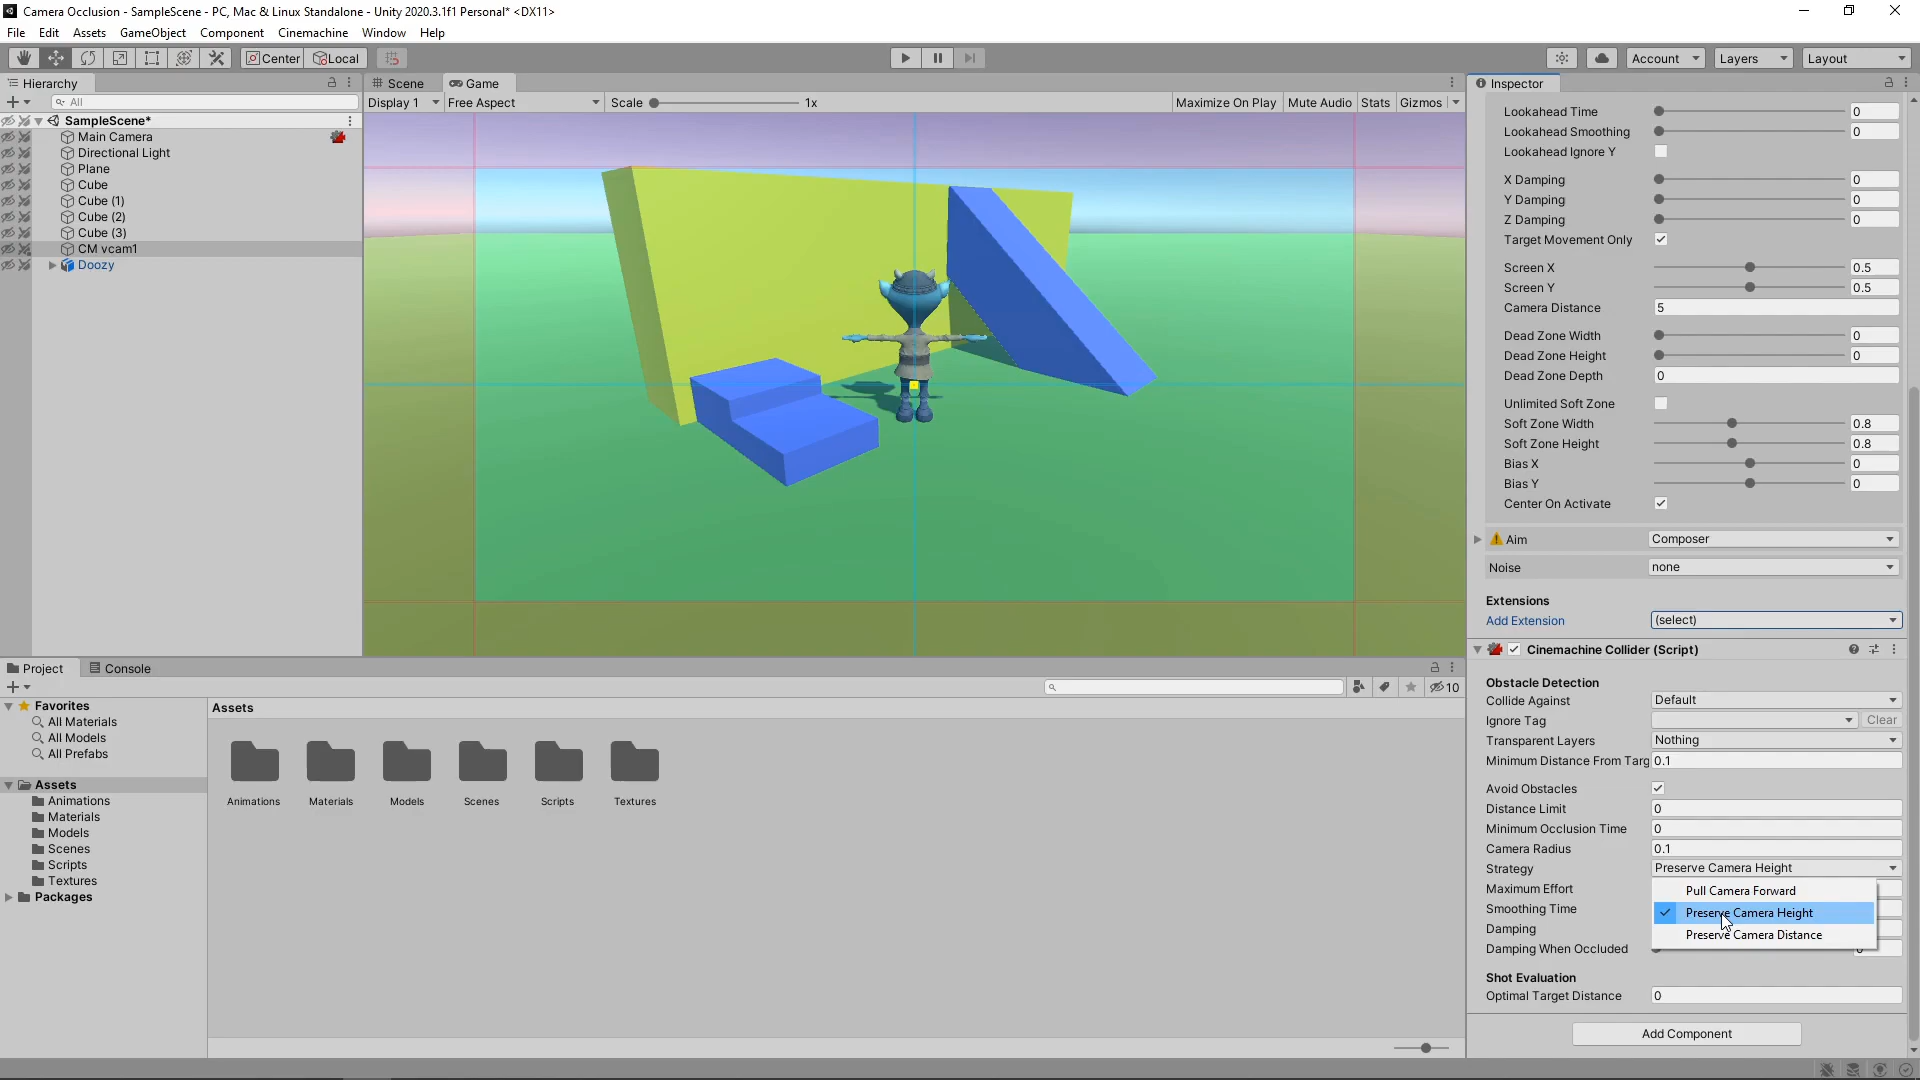 Camera Occlusion - SampleScene - PC, Mac & Linux Standalone - Unity 2020.3.1f1 Personal* <DX11>
File Edit Assets GameObject Component Cinemachine Window Help
Center Local Account Layers Layout
Hierarchy
All
SampleScene*
Main Camera
Directional Light
Plane
Cube
Cube (1)
Cube (2)
Cube (3)
CM vcam1
Doozy
Scene Game
Display 1 Free Aspect Scale 1x Maximize On Play Mute Audio Stats Gizmos
Inspector
Lookahead Time 0
Lookahead Smoothing 0
Lookahead Ignore Y
X Damping 0
Y Damping 0
Z Damping 0
Target Movement Only
Screen X 0.5
Screen Y 0.5
Camera Distance 5
Dead Zone Width 0
Dead Zone Height 0
Dead Zone Depth 0
Unlimited Soft Zone
Soft Zone Width 0.8
Soft Zone Height 0.8
Bias X 0
Bias Y 0
Center On Activate
Aim Composer
Noise none
Extensions
Add Extension (select)
Cinemachine Collider (Script)
Obstacle Detection
Collide Against Default
Ignore Tag Clear
Transparent Layers Nothing
Minimum Distance From Targ 0.1
Avoid Obstacles
Distance Limit 0
Minimum Occlusion Time 0
Camera Radius 0.1
Strategy Preserve Camera Height
Maximum Effort
Smoothing Time
Damping
Damping When Occluded
Pull Camera Forward
Preserve Camera Height
Preserve Camera Distance
Shot Evaluation
Optimal Target Distance 0
Add Component
Project Console
10
Favorites
All Materials
All Models
All Prefabs
Assets
Animations
Materials
Models
Scenes
Scripts
Textures
Packages
Assets
Animations Materials Models Scenes Scripts Textures